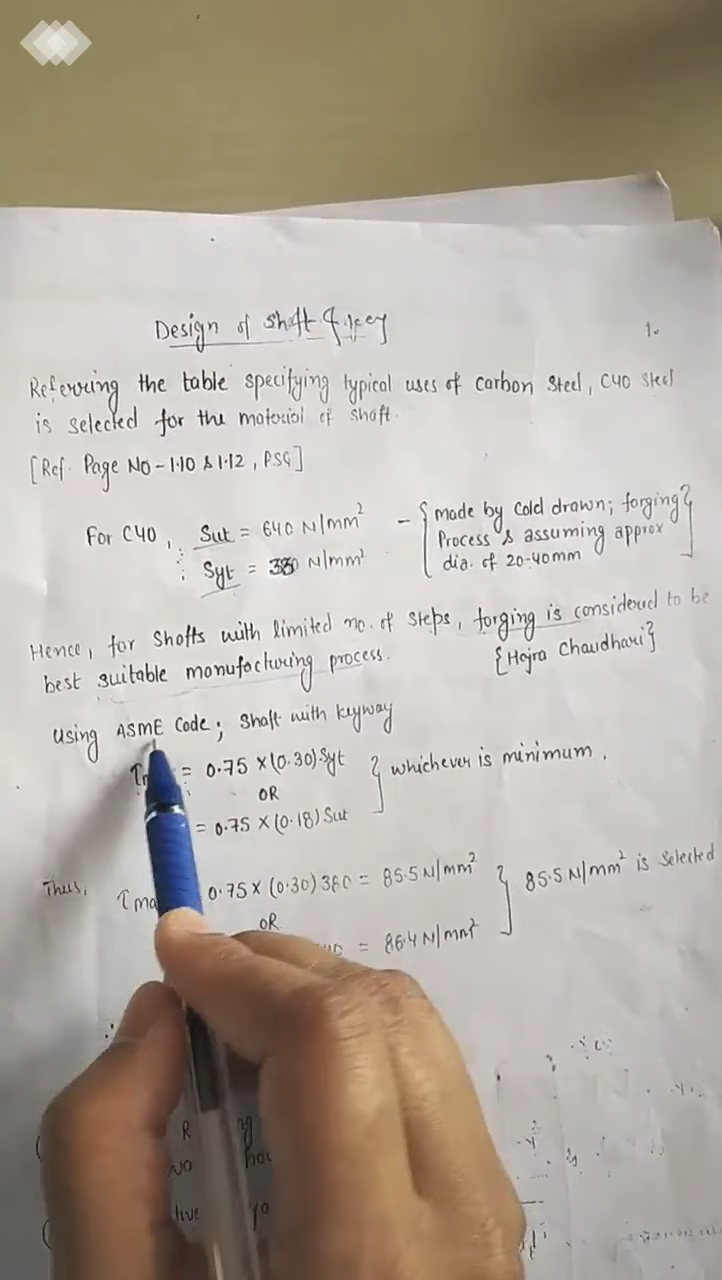 Design of Shaft & key
1.
Referring the table specifying typical uses of carbon Steel, C40 steel
is selected for the material of shaft.
[Ref. Page No - 1.10 & 1.12, PSG]
For C40, Sut = 640 N/mm² - {made by Cold drawn; forging
Process & assuming approx
dia. of 20-40mm}
Syt = 380 N/mm²
Hence, for Shafts with limited no. of steps, forging is considered to be
best suitable manufacturing process. {Hajra Chaudhari}
Using ASME Code; Shaft with keyway
= 0.75 × (0.30) Syt } whichever is minimum.
OR
= 0.75 × (0.18) Sut
Thus, 0.75 × (0.30) 380 = 85.5 N/mm² } 85.5 N/mm² is selected
OR
= 86.4 N/mm²